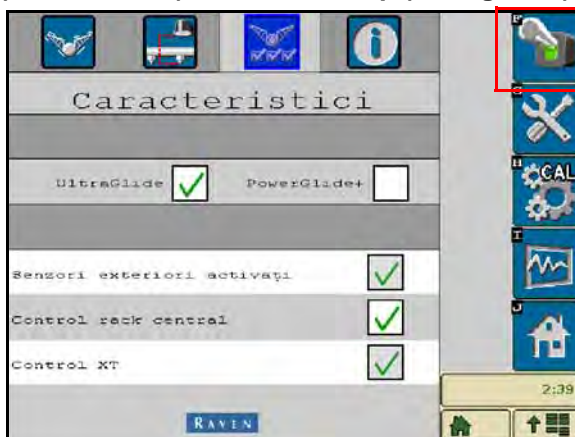 Caracteristici
UltraGlide PowerGlide+
Senzori exteriori activați
Control rack central
Control XT
RAVEN
F
G
H
CAL
I
J
2:39